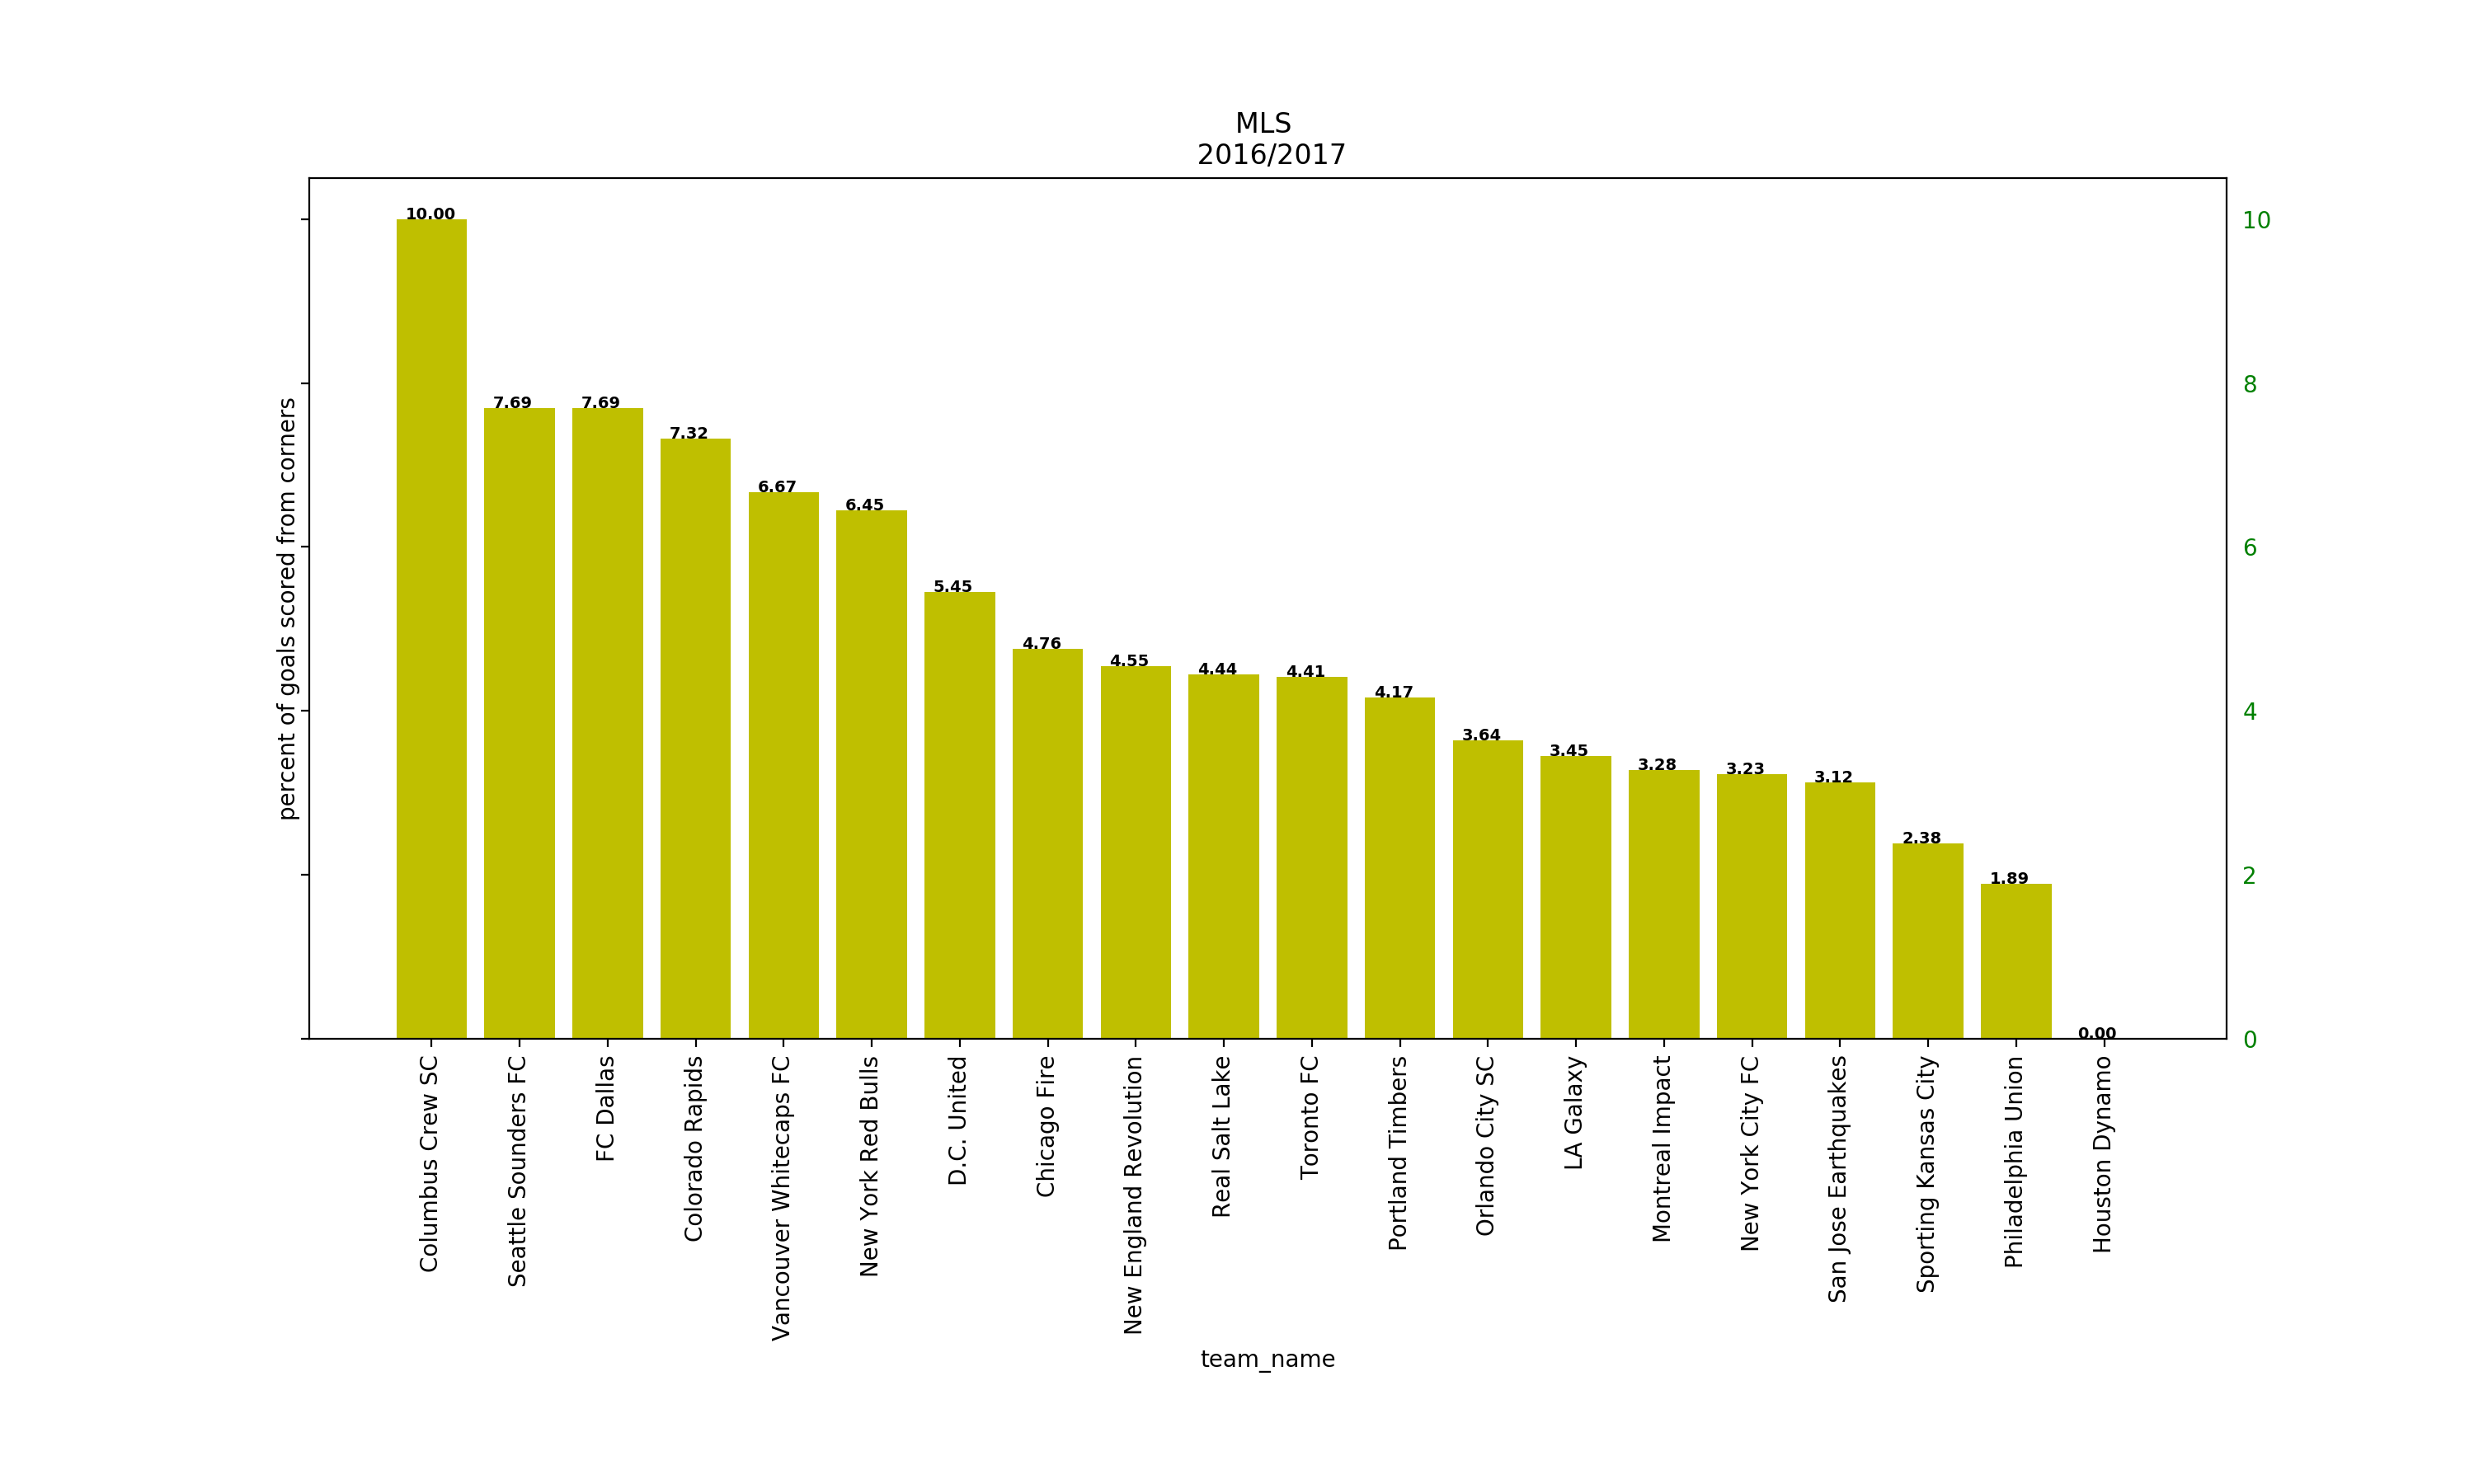 MLS
2016/2017
percent of goals scored from corners
10.00
7.69
7.69
7.32
6.67
6.45
5.45
4.76
4.55
4.44
4.41
4.17
3.64
3.45
3.28
3.23
3.12
2.38
1.89
0.00
10
8
6
4
2
0
Columbus Crew SC
Seattle Sounders FC
FC Dallas
Colorado Rapids
Vancouver Whitecaps FC
New York Red Bulls
D.C. United
Chicago Fire
New England Revolution
Real Salt Lake
Toronto FC
Portland Timbers
Orlando City SC
LA Galaxy
Montreal Impact
New York City FC
San Jose Earthquakes
Sporting Kansas City
Philadelphia Union
Houston Dynamo
team_name